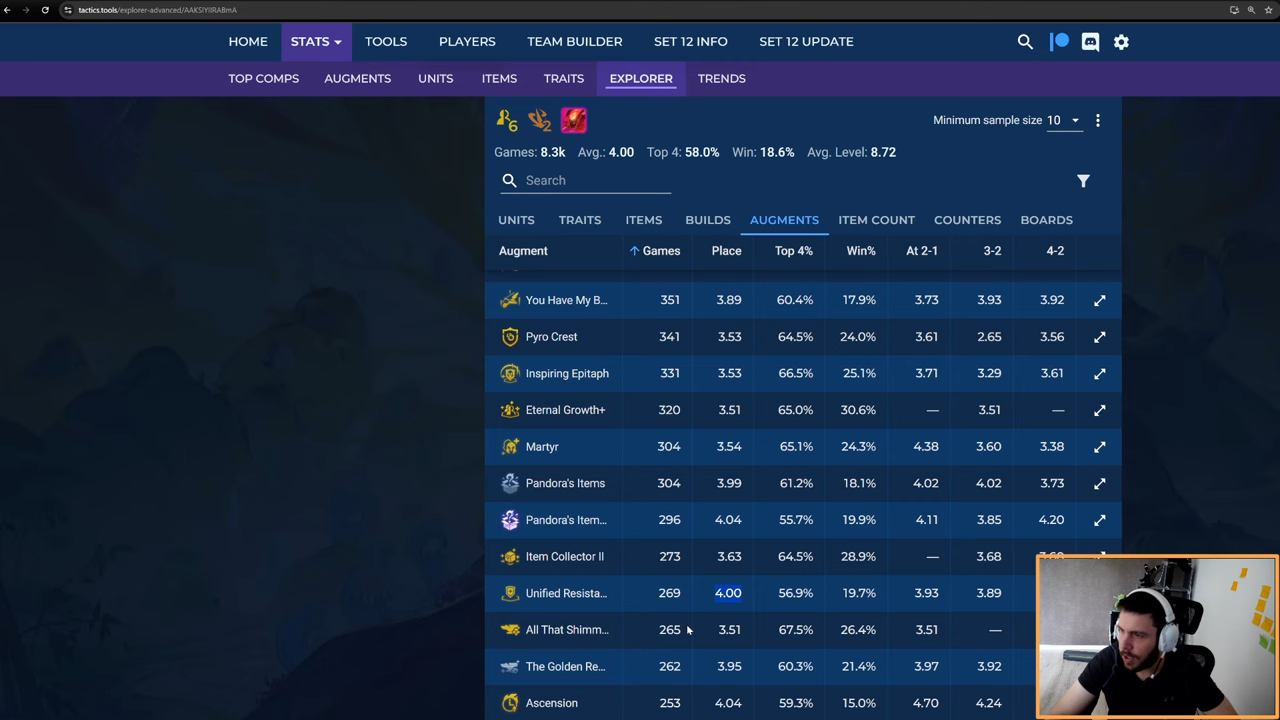 tactics.tools/explorer-advanced/AAKSIYIIRABmA
HOME STATS TOOLS PLAYERS TEAM BUILDER SET 12 INFO SET 12 UPDATE
TOP COMPS AUGMENTS UNITS ITEMS TRAITS EXPLORER TRENDS
6 2 Minimum sample size 10
Games: 8.3k Avg.: 4.00 Top 4: 58.0% Win: 18.6% Avg. Level: 8.72
Search
UNITS TRAITS ITEMS BUILDS AUGMENTS ITEM COUNT COUNTERS BOARDS
Augment Games Place Top 4% Win% At 2-1 3-2 4-2
You Have My B... 351 3.89 60.4% 17.9% 3.73 3.93 3.92
Pyro Crest 341 3.53 64.5% 24.0% 3.61 2.65 3.56
Inspiring Epitaph 331 3.53 66.5% 25.1% 3.71 3.29 3.61
Eternal Growth+ 320 3.51 65.0% 30.6% — 3.51 —
Martyr 304 3.54 65.1% 24.3% 4.38 3.60 3.38
Pandora's Items 304 3.99 61.2% 18.1% 4.02 4.02 3.73
Pandora's Item... 296 4.04 55.7% 19.9% 4.11 3.85 4.20
Item Collector II 273 3.63 64.5% 28.9% — 3.68
Unified Resista... 269 4.00 56.9% 19.7% 3.93 3.89
All That Shimm... 265 3.51 67.5% 26.4% 3.51 —
The Golden Re... 262 3.95 60.3% 21.4% 3.97 3.92
Ascension 253 4.04 59.3% 15.0% 4.70 4.24